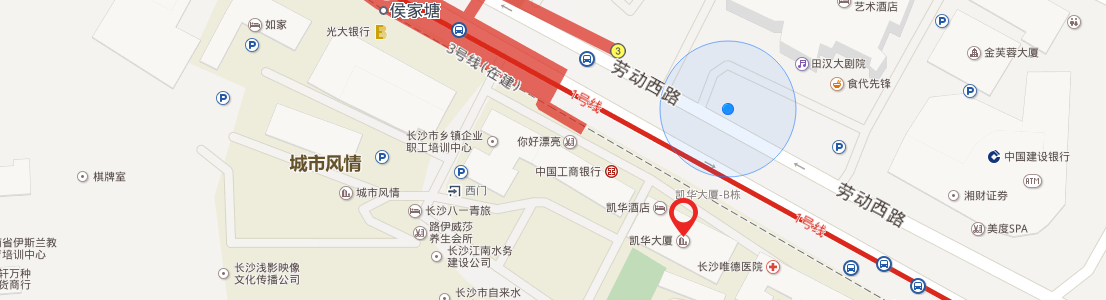 侯家塘
艺术酒店
如家
P
光大银行
3
P
金芙蓉大厦
3号线(在建)
劳动西路
田汉大剧院
食代先锋
P
P
1号线
长沙市乡镇企业
职工培训中心
你好漂亮
P
城市风情
P
中国建设银行
棋牌室
P
中国工商银行
ATM
城市风情
西门
凯华大厦-B栋
湘财证券
劳动西路
长沙八一青旅
凯华酒店
1号线
美度SPA
路伊威莎
养生会所
凯华大厦
省伊斯兰教
培训中心
长沙江南水务
建设公司
长沙唯德医院
长沙浅影映像
文化传播公司
轩万种
货商行
长沙市自来水